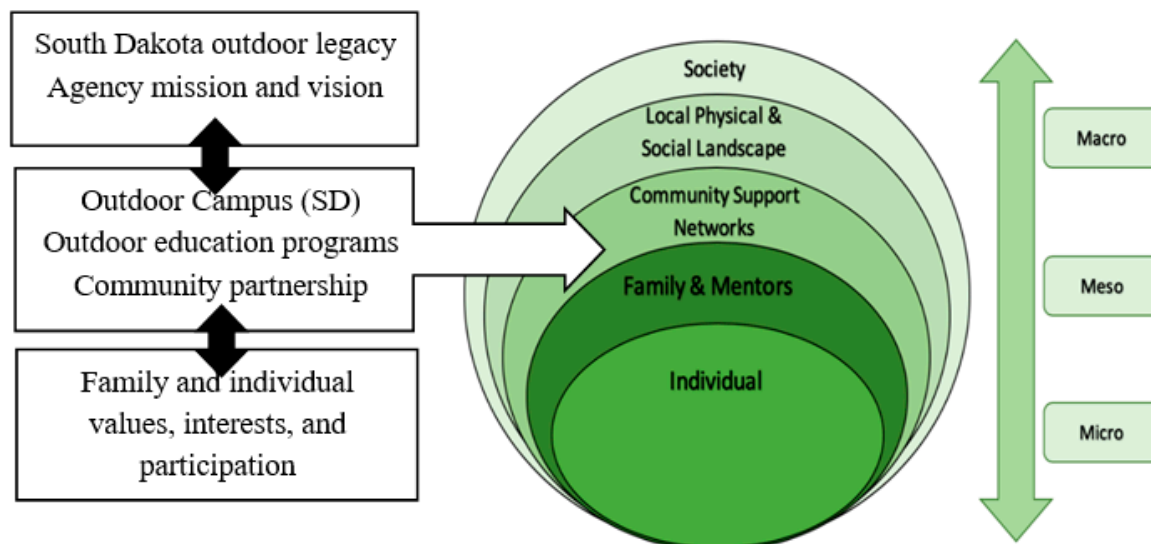 South Dakota outdoor legacy
Agency mission and vision
Outdoor Campus (SD)
Outdoor education programs
Community partnership
Family and individual
values, interests, and
participation
Society
Local Physical &
Social Landscape
Community Support
Networks
Family & Mentors
Individual
Macro
Meso
Micro